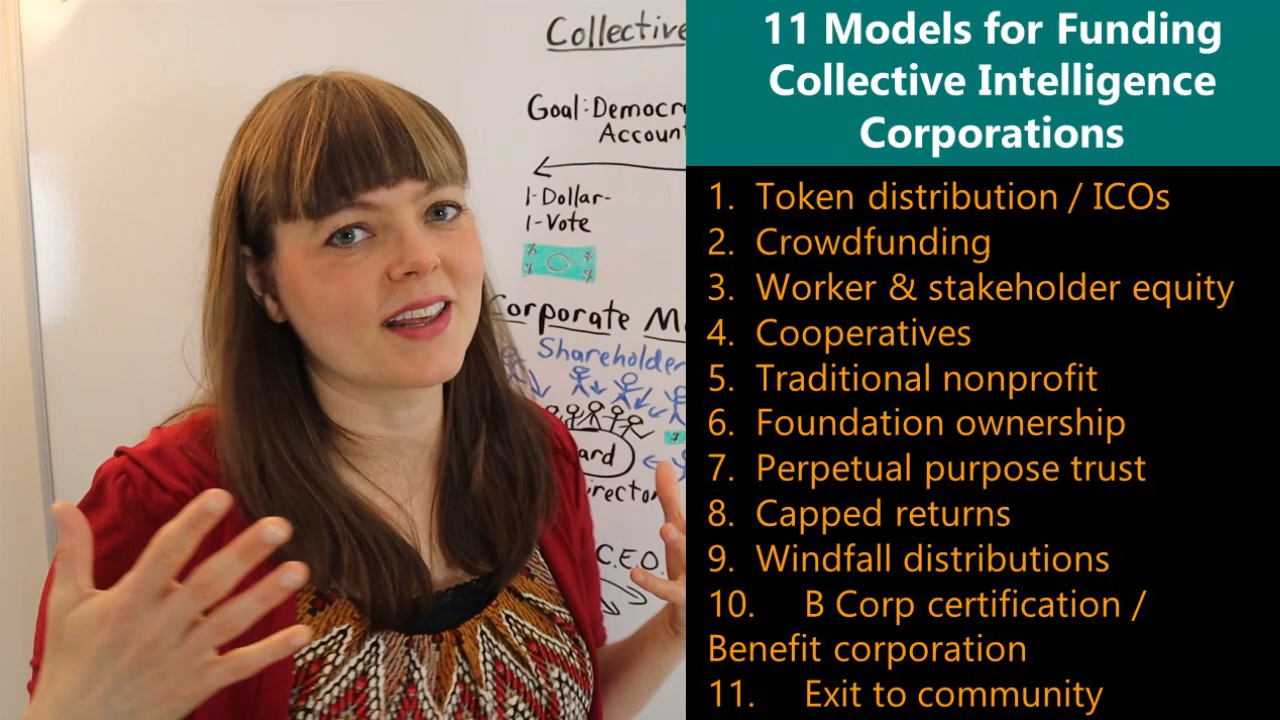 Collective
Goal: Democr
Accoun
1-Dollar-
1-Vote
$ $
$ $
Corporate M
Shareholder
ard
irector
C.E.O.
11 Models for Funding
Collective Intelligence
Corporations
1. Token distribution / ICOs
2. Crowdfunding
3. Worker & stakeholder equity
4. Cooperatives
5. Traditional nonprofit
6. Foundation ownership
7. Perpetual purpose trust
8. Capped returns
9. Windfall distributions
10. B Corp certification /
Benefit corporation
11. Exit to community